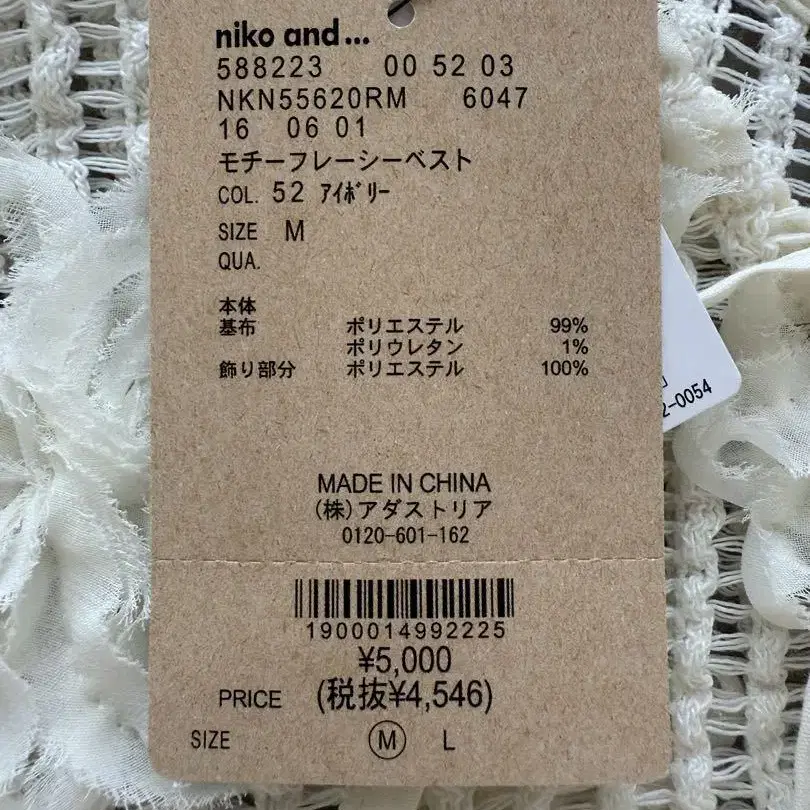 niko and...
588223 00 52 03
NKN55620RM 6047
16 06 01
モチーフレーシーベスト
COL. 52 ｱｲﾎﾞﾘｰ
SIZE M
QUA.
本体
基布 ポリエステル 99%
ポリウレタン 1%
飾り部分 ポリエステル 100%
2-0054
MADE IN CHINA
(株)アダストリア
0120-601-162
1900014992225
¥5,000
PRICE (税抜¥4,546)
SIZE M L